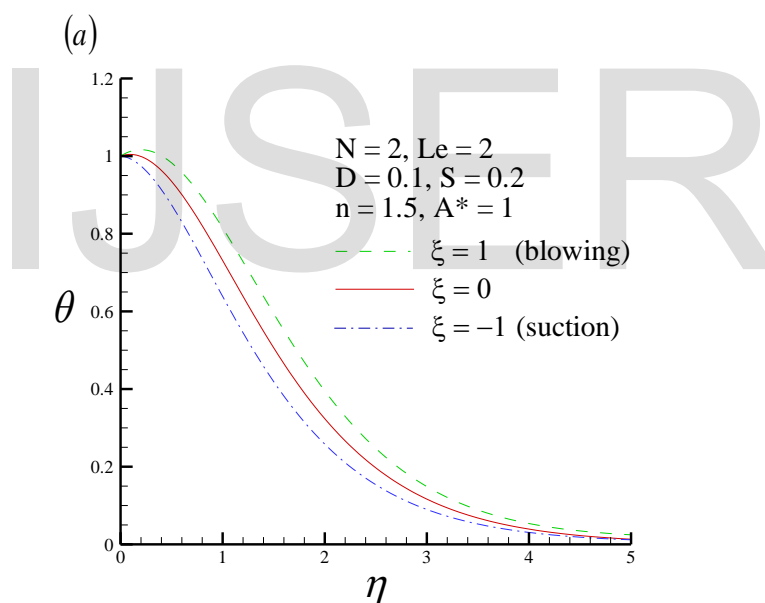 (a)
IJSER
1.2
1
0.8
0.6
0.4
0.2
0
θ
N = 2, Le = 2
D = 0.1, S = 0.2
n = 1.5, A* = 1
ξ = 1 (blowing)
ξ = 0
ξ = −1 (suction)
0 1 2 3 4 5
η